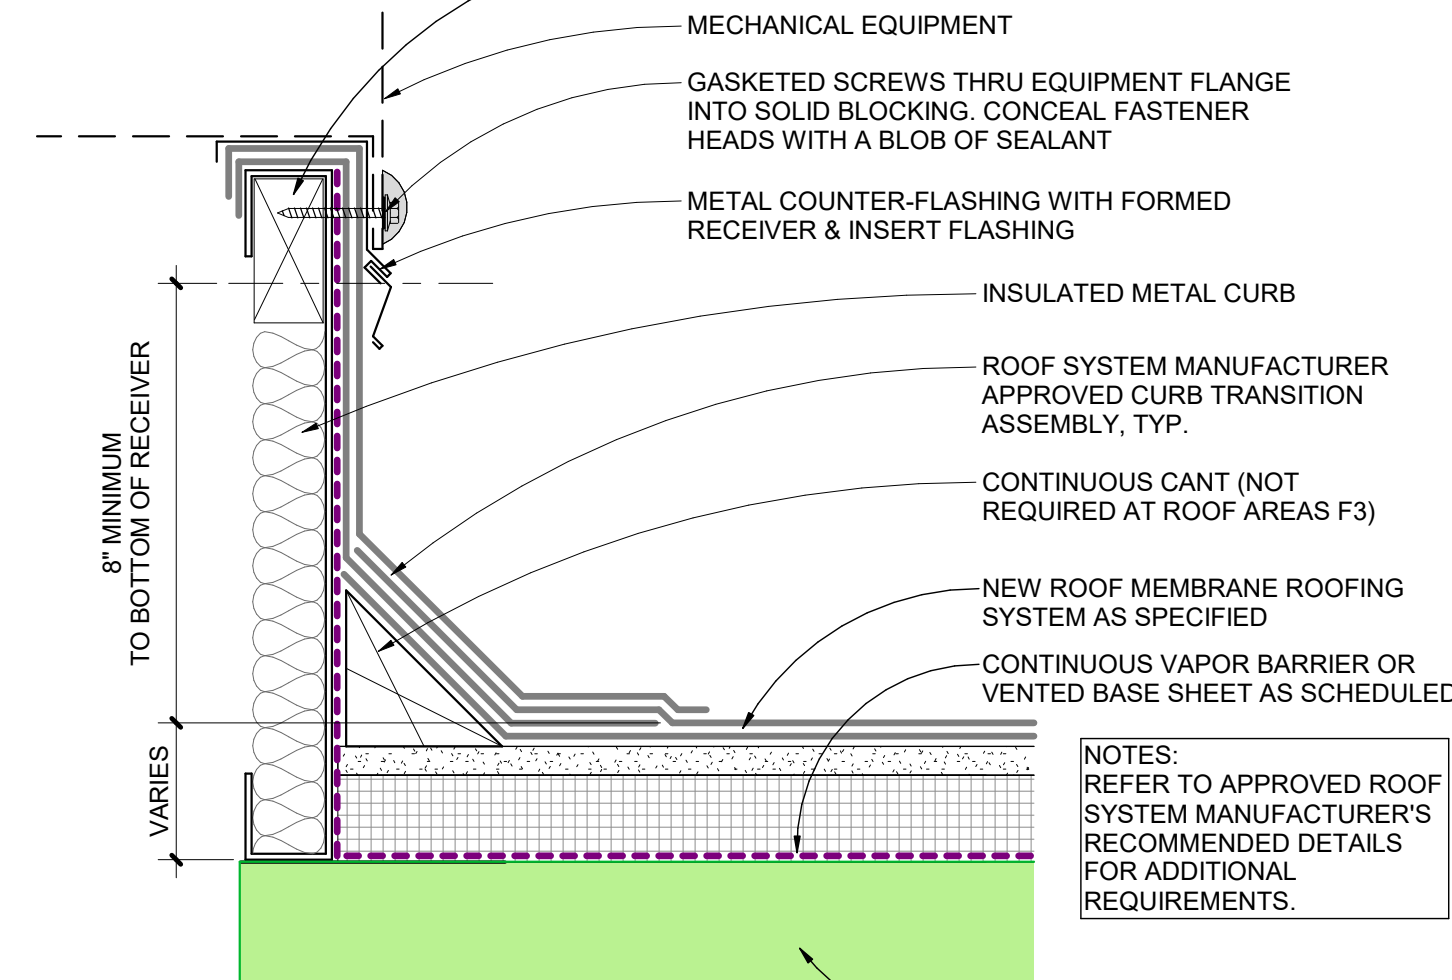 MECHANICAL EQUIPMENT
GASKETED SCREWS THRU EQUIPMENT FLANGE
INTO SOLID BLOCKING. CONCEAL FASTENER
HEADS WITH A BLOB OF SEALANT
METAL COUNTER-FLASHING WITH FORMED
RECEIVER & INSERT FLASHING
INSULATED METAL CURB
ROOF SYSTEM MANUFACTURER
APPROVED CURB TRANSITION
ASSEMBLY, TYP.
CONTINUOUS CANT (NOT
REQUIRED AT ROOF AREAS F3)
NEW ROOF MEMBRANE ROOFING
SYSTEM AS SPECIFIED
CONTINUOUS VAPOR BARRIER OR
VENTED BASE SHEET AS SCHEDULED
8" MINIMUM
TO BOTTOM OF RECEIVER
VARIES
NOTES:
REFER TO APPROVED ROOF
SYSTEM MANUFACTURER'S
RECOMMENDED DETAILS
FOR ADDITIONAL
REQUIREMENTS.